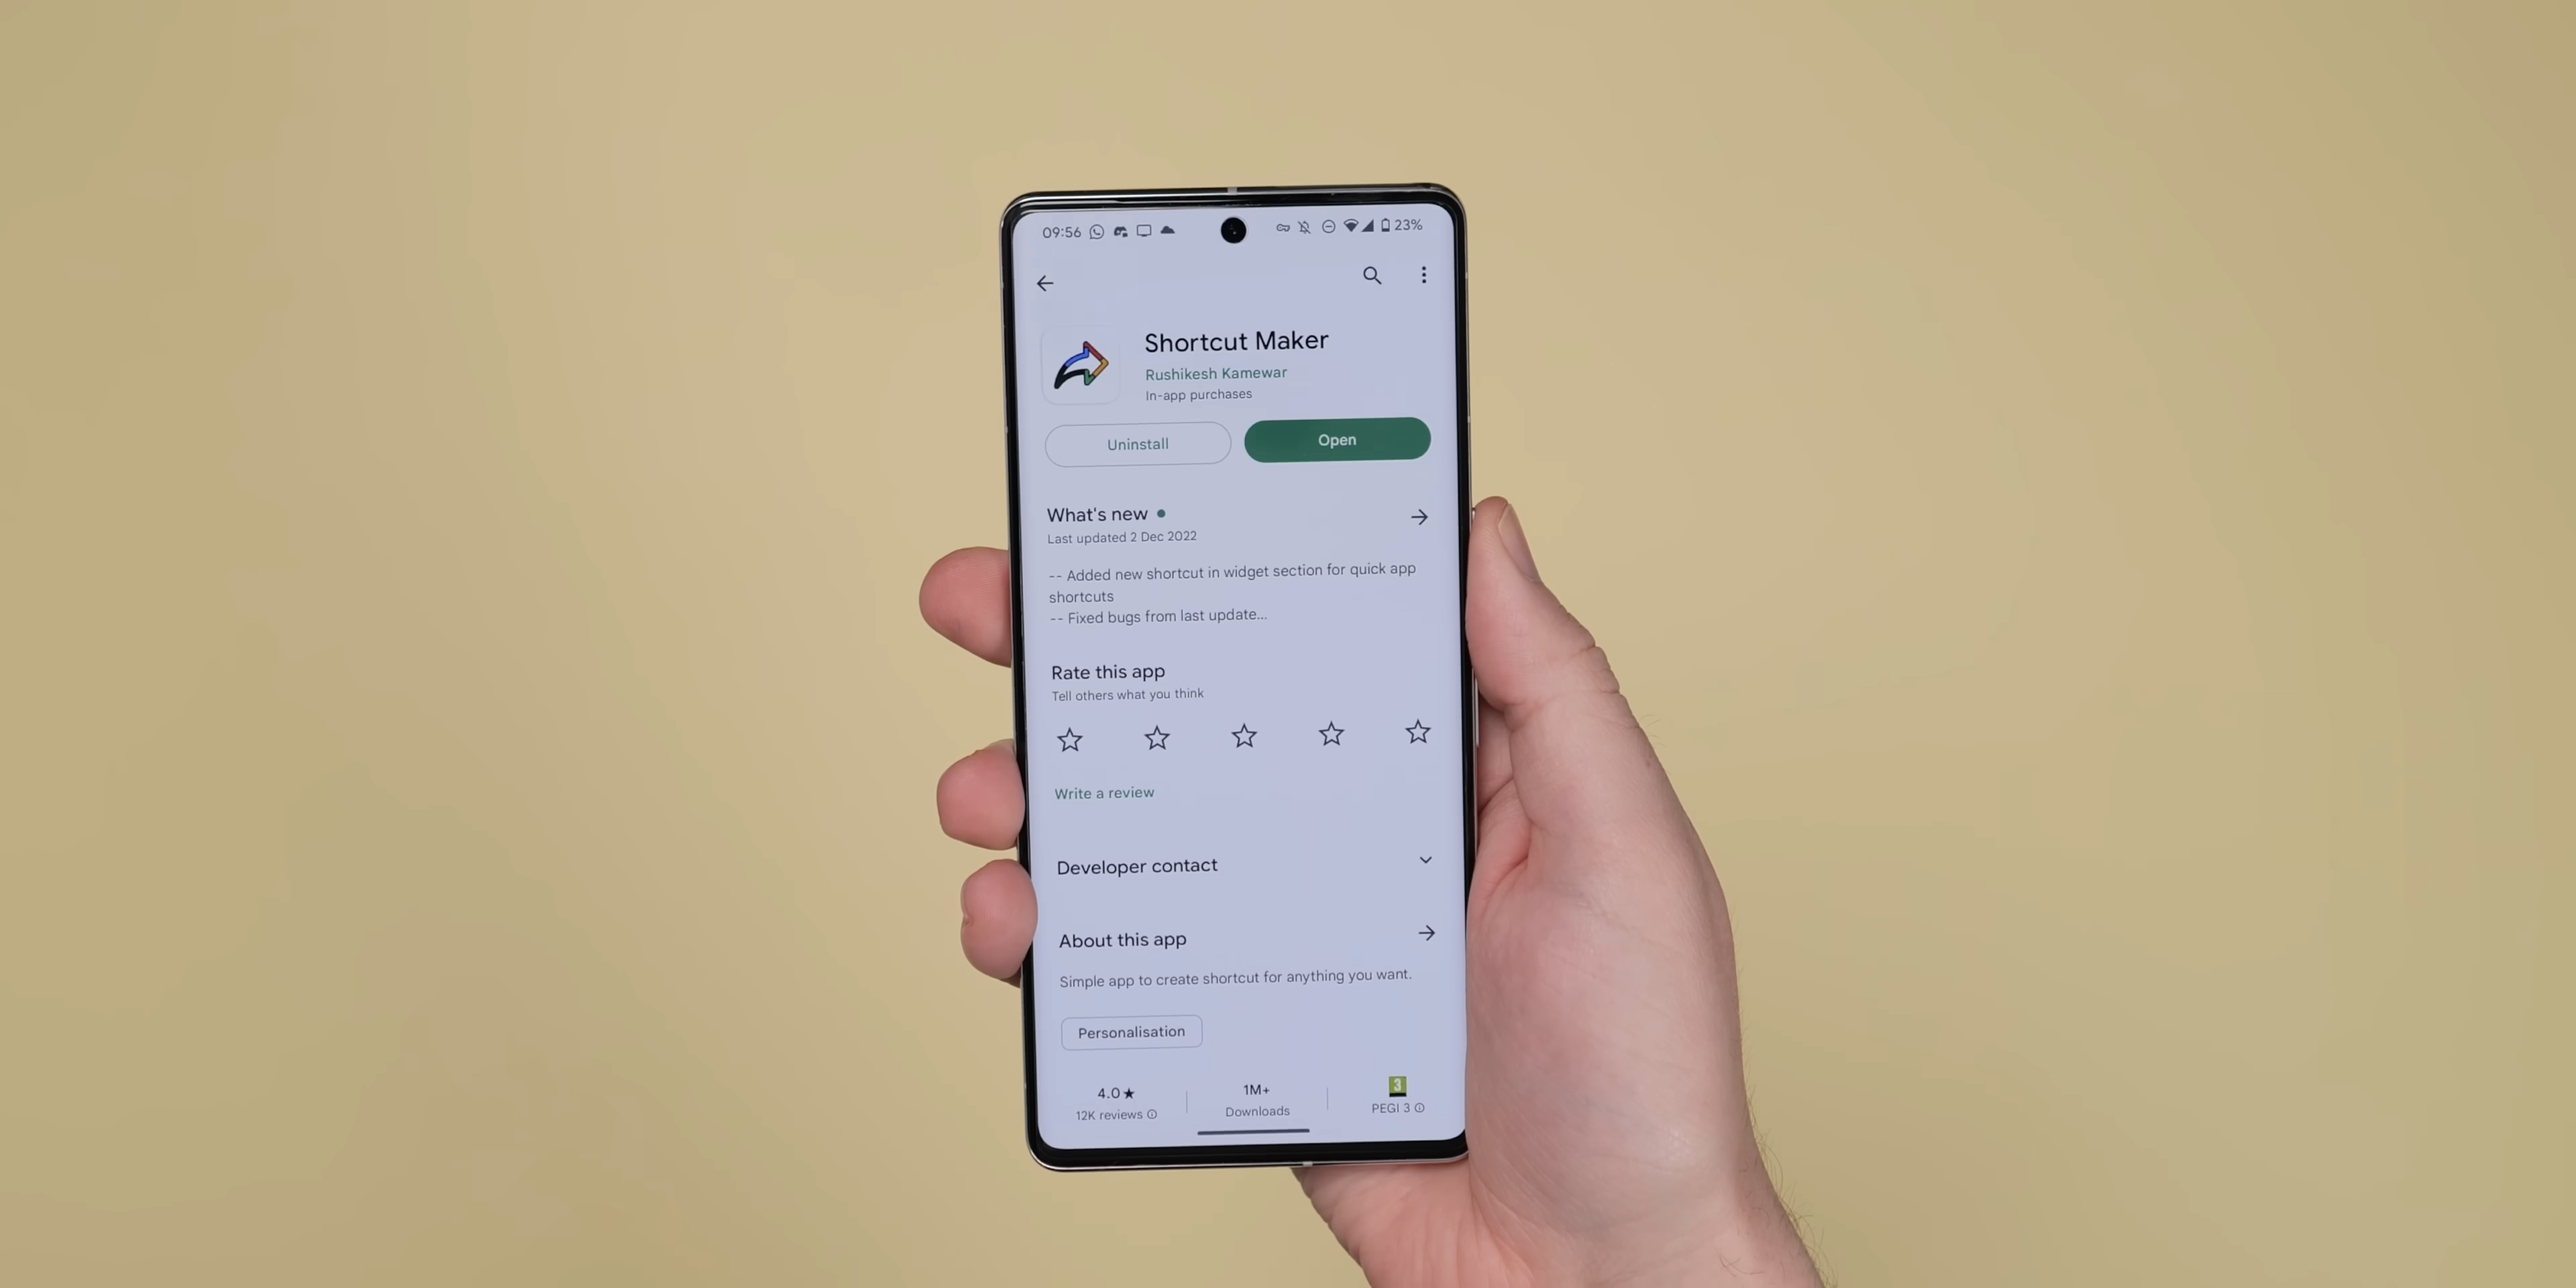 09:56 23%
Shortcut Maker
Rushikesh Kamewar
In-app purchases
Uninstall Open
What's new
Last updated 2 Dec 2022
-- Added new shortcut in widget section for quick app
shortcuts
-- Fixed bugs from last update...
Rate this app
Tell others what you think
Write a review
Developer contact
About this app
Simple app to create shortcut for anything you want.
Personalisation
4.0★ 1M+ 3
12K reviews Downloads PEGI 3